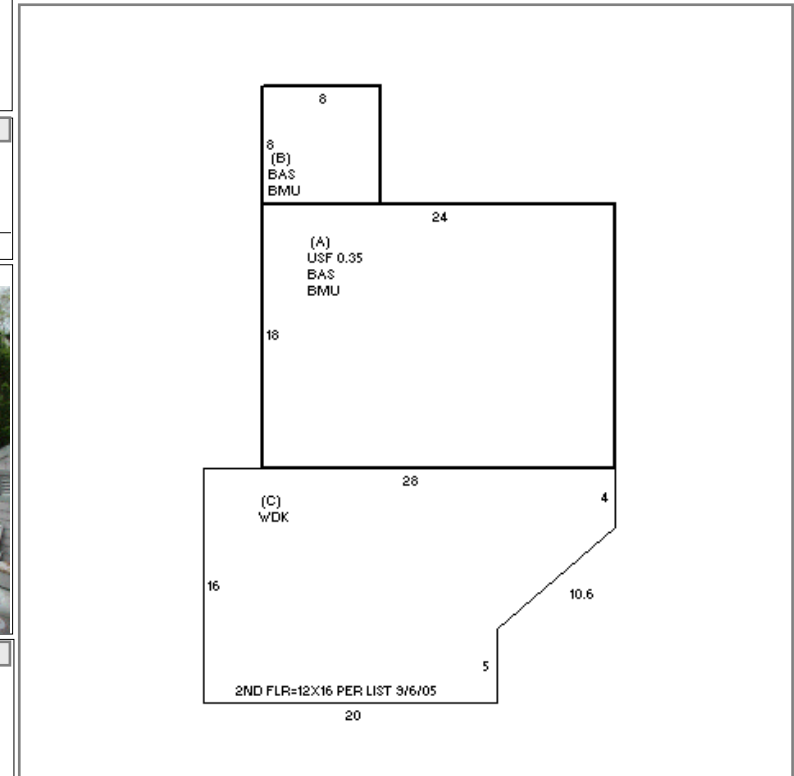 8
8
(B)
BAS
BMU
24
(A)
USF 0.35
BAS
BMU
18
28
(C)
WDK
4
16
10.6
5
2ND FLR=12X16 PER LIST 9/6/05
20